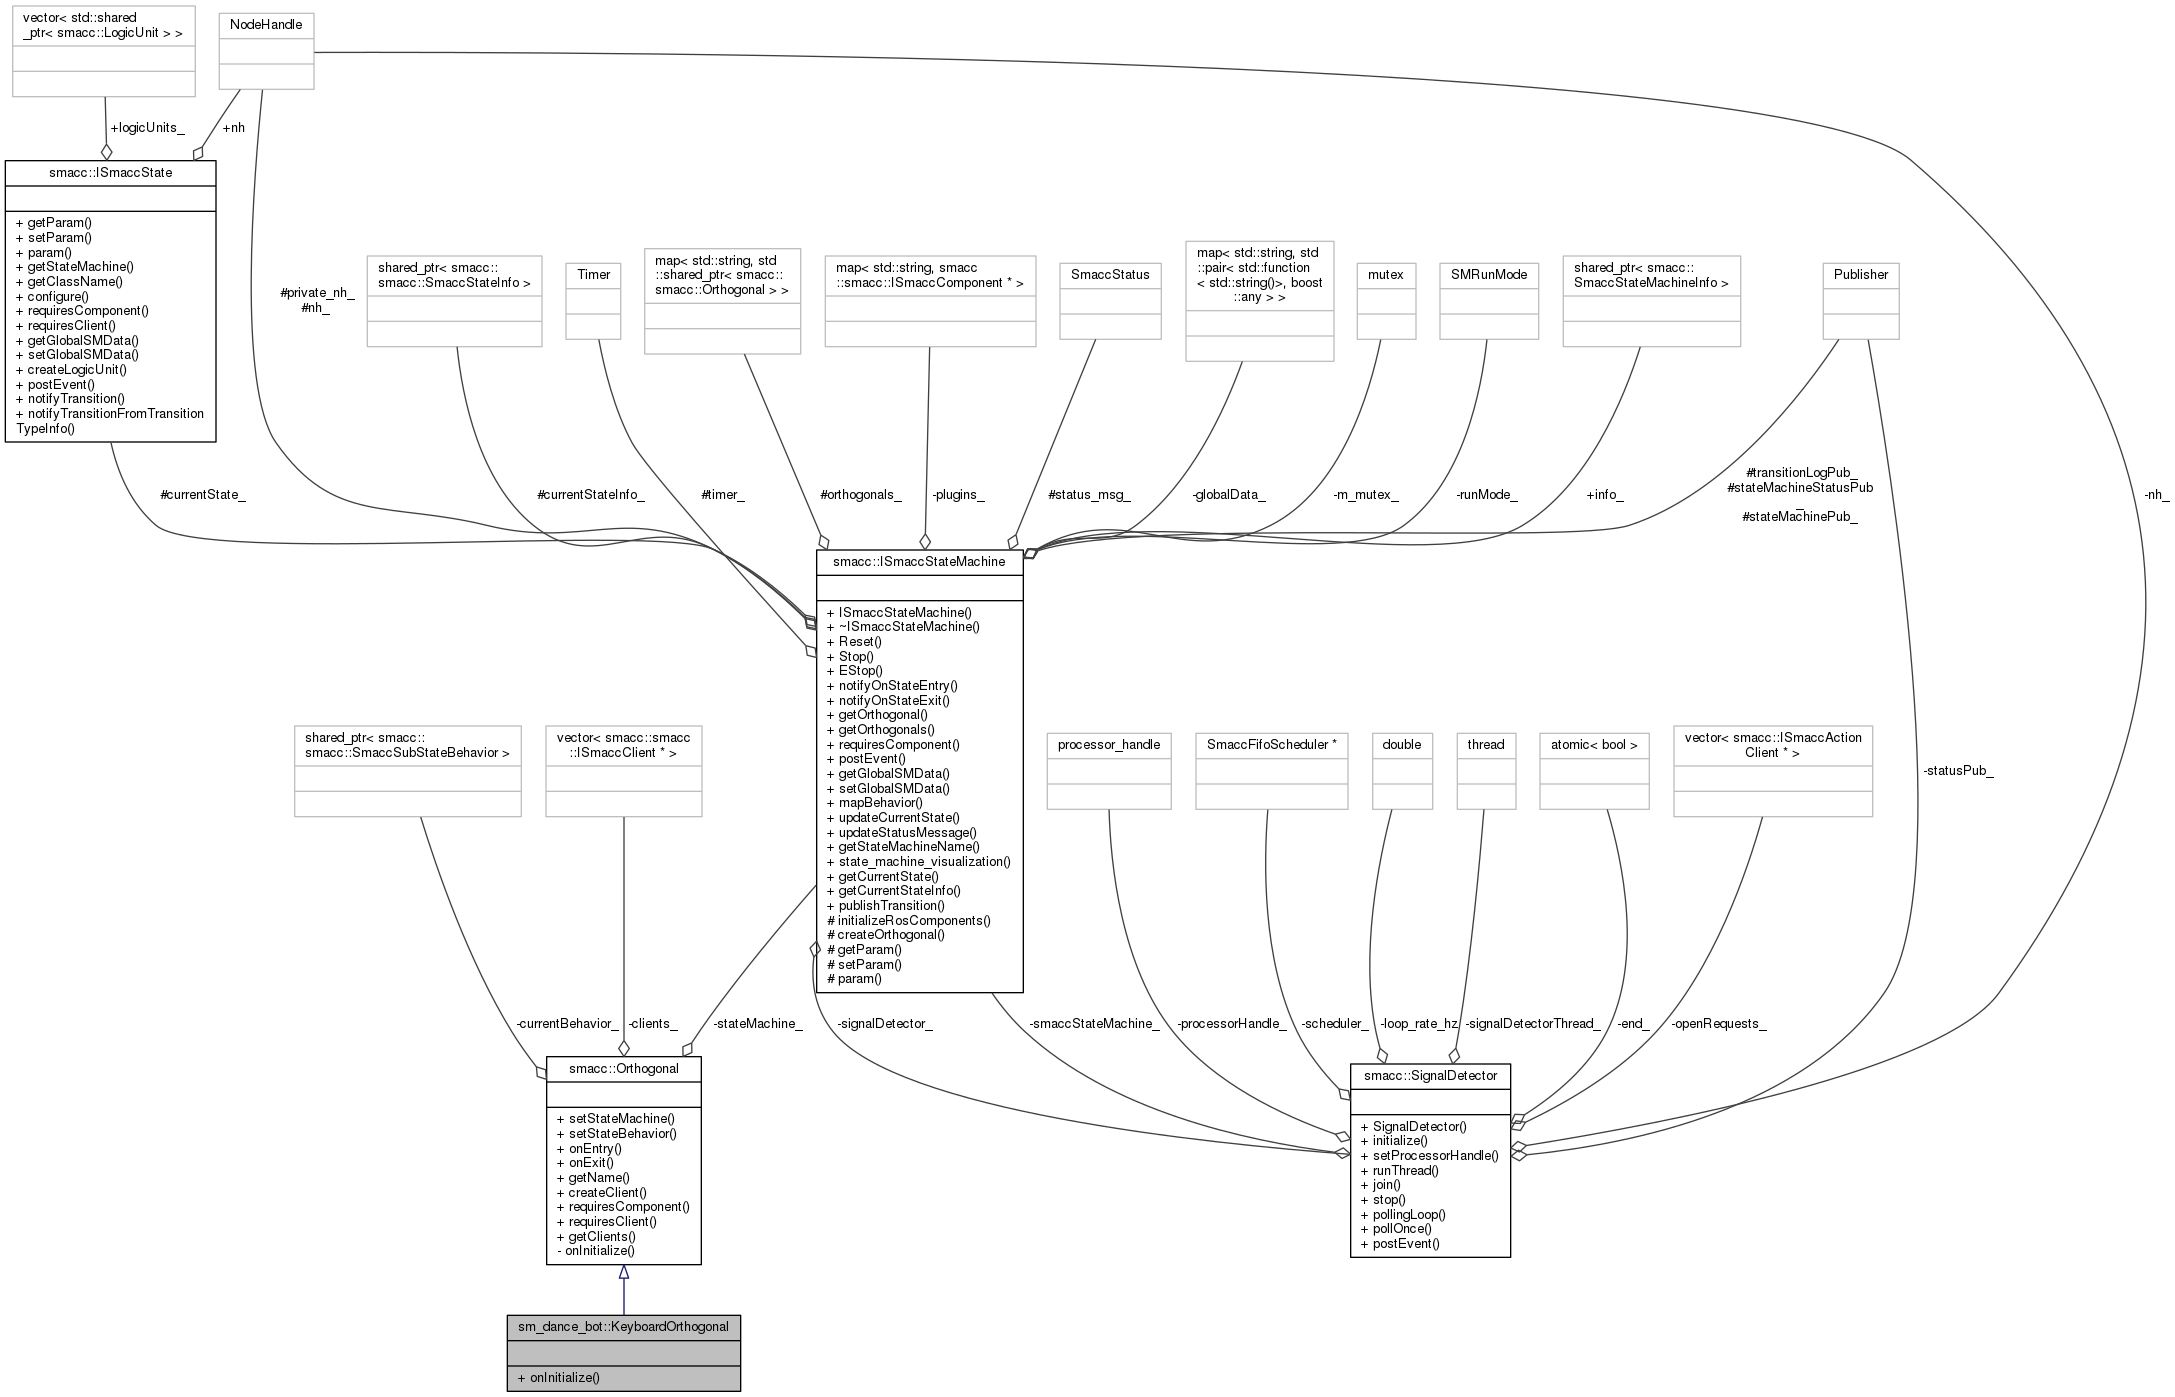 vector< std::shared
_ptr< smacc::LogicUnit > >
NodeHandle
+logicUnits_
+nh
smacc::ISmaccState
+ getParam()
+ setParam()
+ param()
+ getStateMachine()
+ getClassName()
+ configure()
+ requiresComponent()
+ requiresClient()
+ getGlobalSMData()
+ setGlobalSMData()
+ createLogicUnit()
+ postEvent()
+ notifyTransition()
+ notifyTransitionFromTransition
TypeInfo()
#private_nh_
#nh_
shared_ptr< smacc::
smacc::SmaccStateInfo >
Timer
map< std::string, std
::shared_ptr< smacc::
smacc::Orthogonal > >
map< std::string, smacc
::smacc::ISmaccComponent * >
SmaccStatus
map< std::string, std
::pair< std::function
< std::string()>, boost
::any > >
mutex
SMRunMode
shared_ptr< smacc::
SmaccStateMachineInfo >
Publisher
#currentState_
#currentStateInfo_
#timer_
#orthogonals_
-plugins_
#status_msg_
-globalData_
-m_mutex_
-runMode_
+info_
#transitionLogPub_
#stateMachineStatusPub
_
#stateMachinePub_
-nh_
smacc::ISmaccStateMachine
+ ISmaccStateMachine()
+ ~ISmaccStateMachine()
+ Reset()
+ Stop()
+ EStop()
+ notifyOnStateEntry()
+ notifyOnStateExit()
+ getOrthogonal()
+ getOrthogonals()
+ requiresComponent()
+ postEvent()
+ getGlobalSMData()
+ setGlobalSMData()
+ mapBehavior()
+ updateCurrentState()
+ updateStatusMessage()
+ getStateMachineName()
+ state_machine_visualization()
+ getCurrentState()
+ getCurrentStateInfo()
+ publishTransition()
# initializeRosComponents()
# createOrthogonal()
# getParam()
# setParam()
# param()
shared_ptr< smacc::
smacc::SmaccSubStateBehavior >
vector< smacc::smacc
::ISmaccClient * >
processor_handle
SmaccFifoScheduler *
double
thread
atomic< bool >
vector< smacc::ISmaccAction
Client * >
-statusPub_
-currentBehavior_
-clients_
-stateMachine_
-signalDetector_
-smaccStateMachine_
-processorHandle_
-scheduler_
-loop_rate_hz
-signalDetectorThread_
-end_
-openRequests_
smacc::Orthogonal
+ setStateMachine()
+ setStateBehavior()
+ onEntry()
+ onExit()
+ getName()
+ createClient()
+ requiresComponent()
+ requiresClient()
+ getClients()
- onInitialize()
smacc::SignalDetector
+ SignalDetector()
+ initialize()
+ setProcessorHandle()
+ runThread()
+ join()
+ stop()
+ pollingLoop()
+ pollOnce()
+ postEvent()
sm_dance_bot::KeyboardOrthogonal
+ onInitialize()